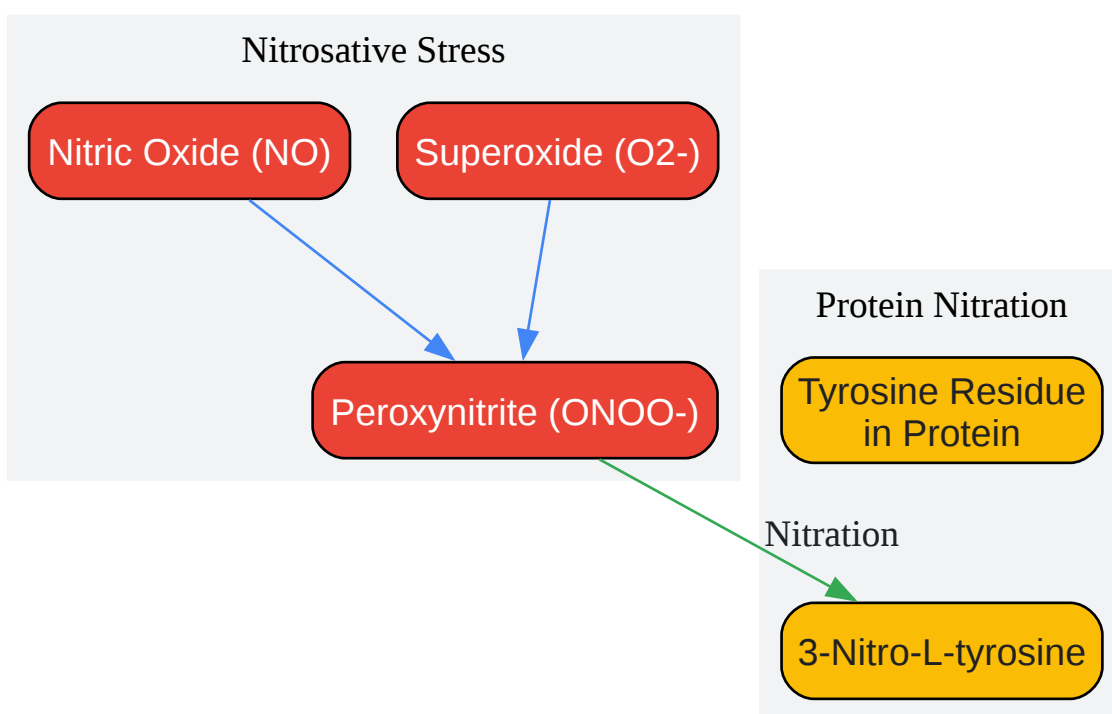 Nitrosative Stress
Nitric Oxide (NO)
Superoxide (O2-)
Peroxynitrite (ONOO-)
Protein Nitration
Tyrosine Residue
in Protein
Nitration
3-Nitro-L-tyrosine